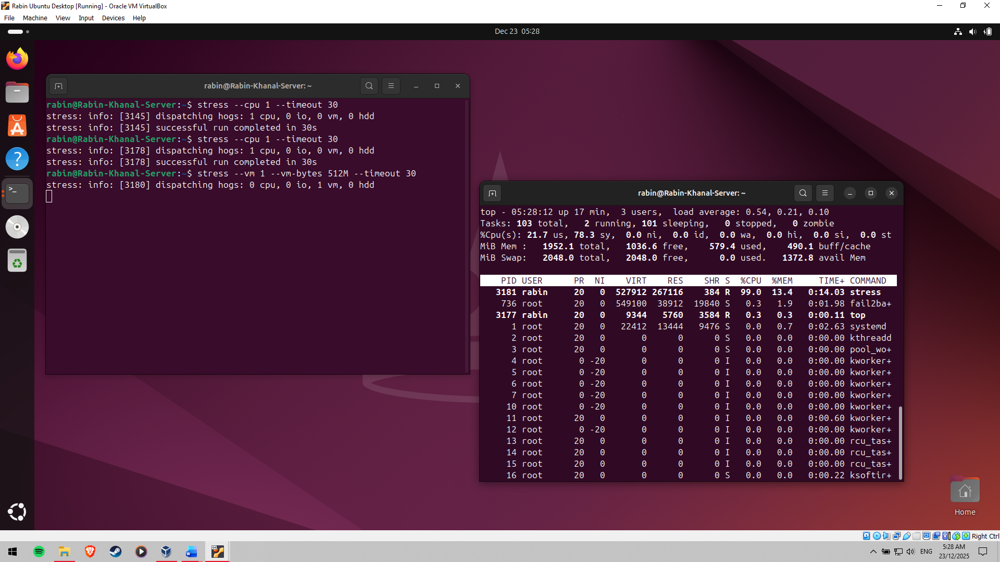 Rabin Ubuntu Desktop [Running] - Oracle VM VirtualBox
File Machine View Input Devices Help
Dec 23 05:28
rabin@Rabin-Khanal-Server: ~
rabin@Rabin-Khanal-Server:~$ stress --cpu 1 --timeout 30
stress: info: [3145] dispatching hogs: 1 cpu, 0 io, 0 vm, 0 hdd
stress: info: [3145] successful run completed in 30s
rabin@Rabin-Khanal-Server:~$ stress --cpu 1 --timeout 30
stress: info: [3178] dispatching hogs: 1 cpu, 0 io, 0 vm, 0 hdd
stress: info: [3178] successful run completed in 30s
rabin@Rabin-Khanal-Server:~$ stress --vm 1 --vm-bytes 512M --timeout 30
stress: info: [3180] dispatching hogs: 0 cpu, 0 io, 1 vm, 0 hdd
rabin@Rabin-Khanal-Server: ~
top - 05:28:12 up 17 min, 3 users, load average: 0.54, 0.21, 0.10
Tasks: 103 total, 2 running, 101 sleeping, 0 stopped, 0 zombie
%Cpu(s): 21.7 us, 78.3 sy, 0.0 ni, 0.0 id, 0.0 wa, 0.0 hi, 0.0 si, 0.0 st
MiB Mem : 1952.1 total, 1036.6 free, 579.4 used, 490.1 buff/cache
MiB Swap: 2048.0 total, 2048.0 free, 0.0 used. 1372.8 avail Mem
PID USER PR NI VIRT RES SHR S %CPU %MEM TIME+ COMMAND
3181 rabin 20 0 527912 267116 384 R 99.0 13.4 0:14.03 stress
736 root 20 0 549100 38912 19840 S 0.3 1.9 0:01.98 fail2ba+
3177 rabin 20 0 9344 5760 3584 R 0.3 0.3 0:00.11 top
1 root 20 0 22412 13444 9476 S 0.0 0.7 0:02.63 systemd
2 root 20 0 0 0 0 S 0.0 0.0 0:00.00 kthreadd
3 root 20 0 0 0 0 S 0.0 0.0 0:00.00 pool_wo+
4 root 0 -20 0 0 0 I 0.0 0.0 0:00.00 kworker+
5 root 0 -20 0 0 0 I 0.0 0.0 0:00.00 kworker+
6 root 0 -20 0 0 0 I 0.0 0.0 0:00.00 kworker+
7 root 0 -20 0 0 0 I 0.0 0.0 0:00.00 kworker+
10 root 0 -20 0 0 0 I 0.0 0.0 0:00.00 kworker+
11 root 20 0 0 0 0 I 0.0 0.0 0:00.60 kworker+
12 root 0 -20 0 0 0 I 0.0 0.0 0:00.00 kworker+
13 root 20 0 0 0 0 I 0.0 0.0 0:00.00 rcu_tas+
14 root 20 0 0 0 0 I 0.0 0.0 0:00.00 rcu_tas+
15 root 20 0 0 0 0 I 0.0 0.0 0:00.00 rcu_tas+
16 root 20 0 0 0 0 S 0.0 0.0 0:00.22 ksoftir+
Home
Right Ctrl
ENG
5:28 AM
23/12/2025